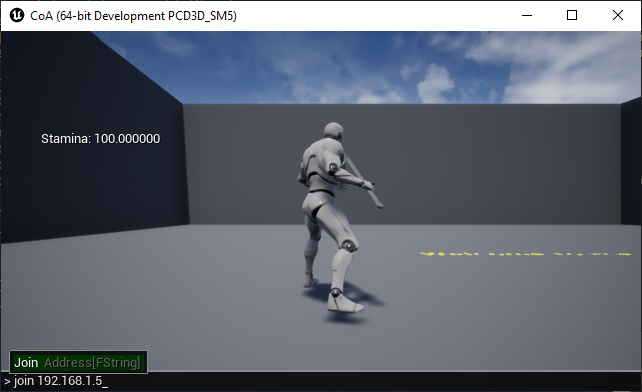 CoA (64-bit Development PCD3D_SM5)
Stamina: 100.000000
Join Address[FString]
> join 192.168.1.5_